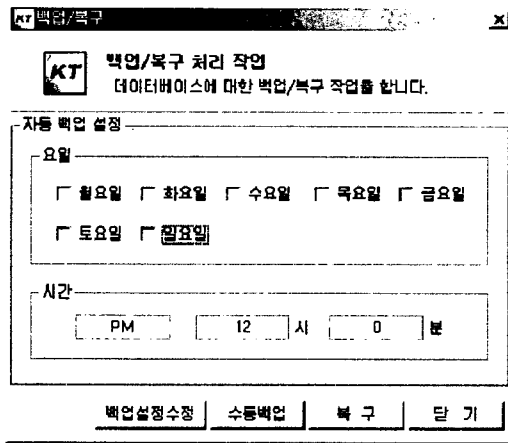 KT 백업/복구
KT
백업/복구 처리 작업
데이터베이스에 대한 백업/복구 작업을 합니다.
자동 백업 설정
요일
월요일 화요일 수요일 목요일 금요일
토요일 일요일
시간
PM 12 시 0 분
백업설정수정 수동백업 복 구 닫 기